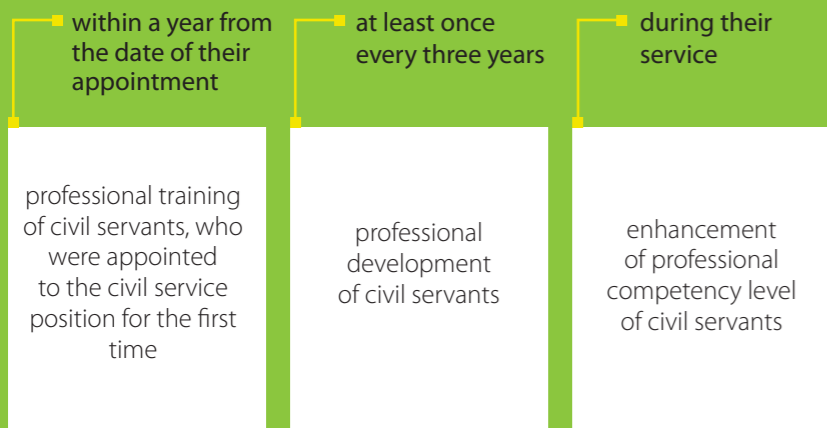 within a year from
the date of their
appointment
professional training
of civil servants, who
were appointed
to the civil service
position for the first
time
at least once
every three years
professional
development
of civil servants
during their
service
enhancement
of professional
competency level
of civil servants